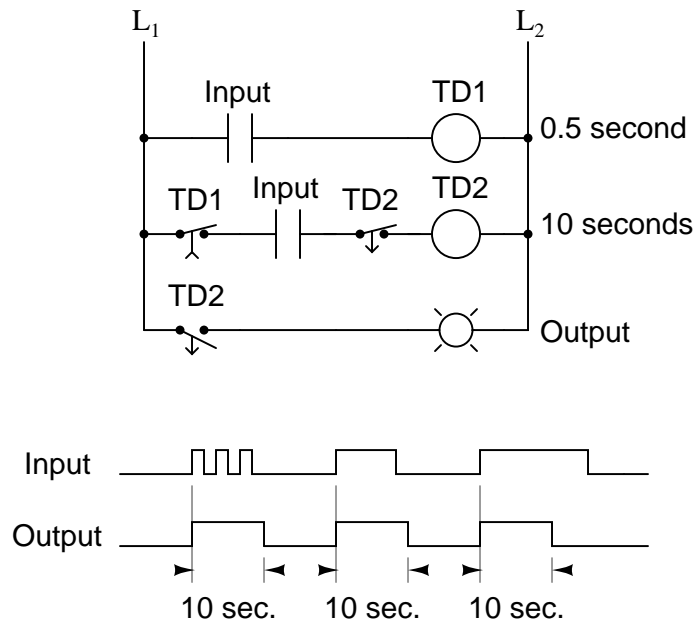 L1 L2
Input TD1
0.5 second
TD1 Input TD2 TD2
10 seconds
TD2
Output
Input
Output
10 sec. 10 sec. 10 sec.